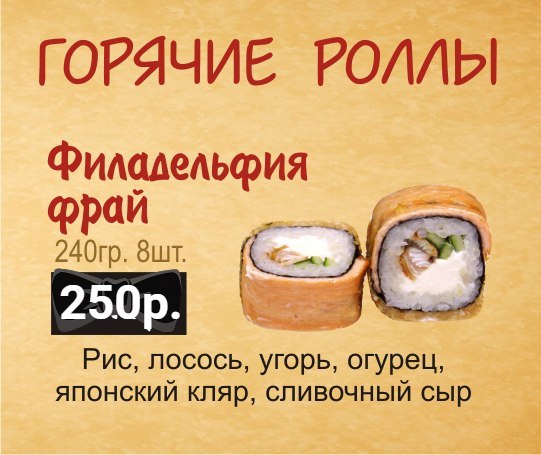 ГОРЯЧИЕ РОЛЛЫ
Филадельфия
фрай
240гр. 8шт.
250р.
Рис, лосось, угорь, огурец,
японский кляр, сливочный сыр